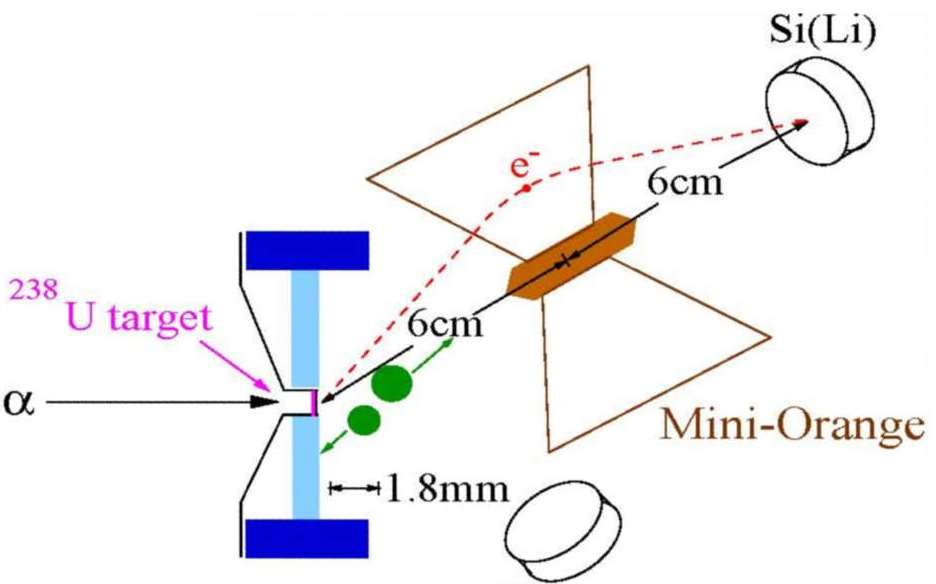 Si(Li)
e-
6cm
238
U target
6cm
α
Mini-Orange
1.8mm